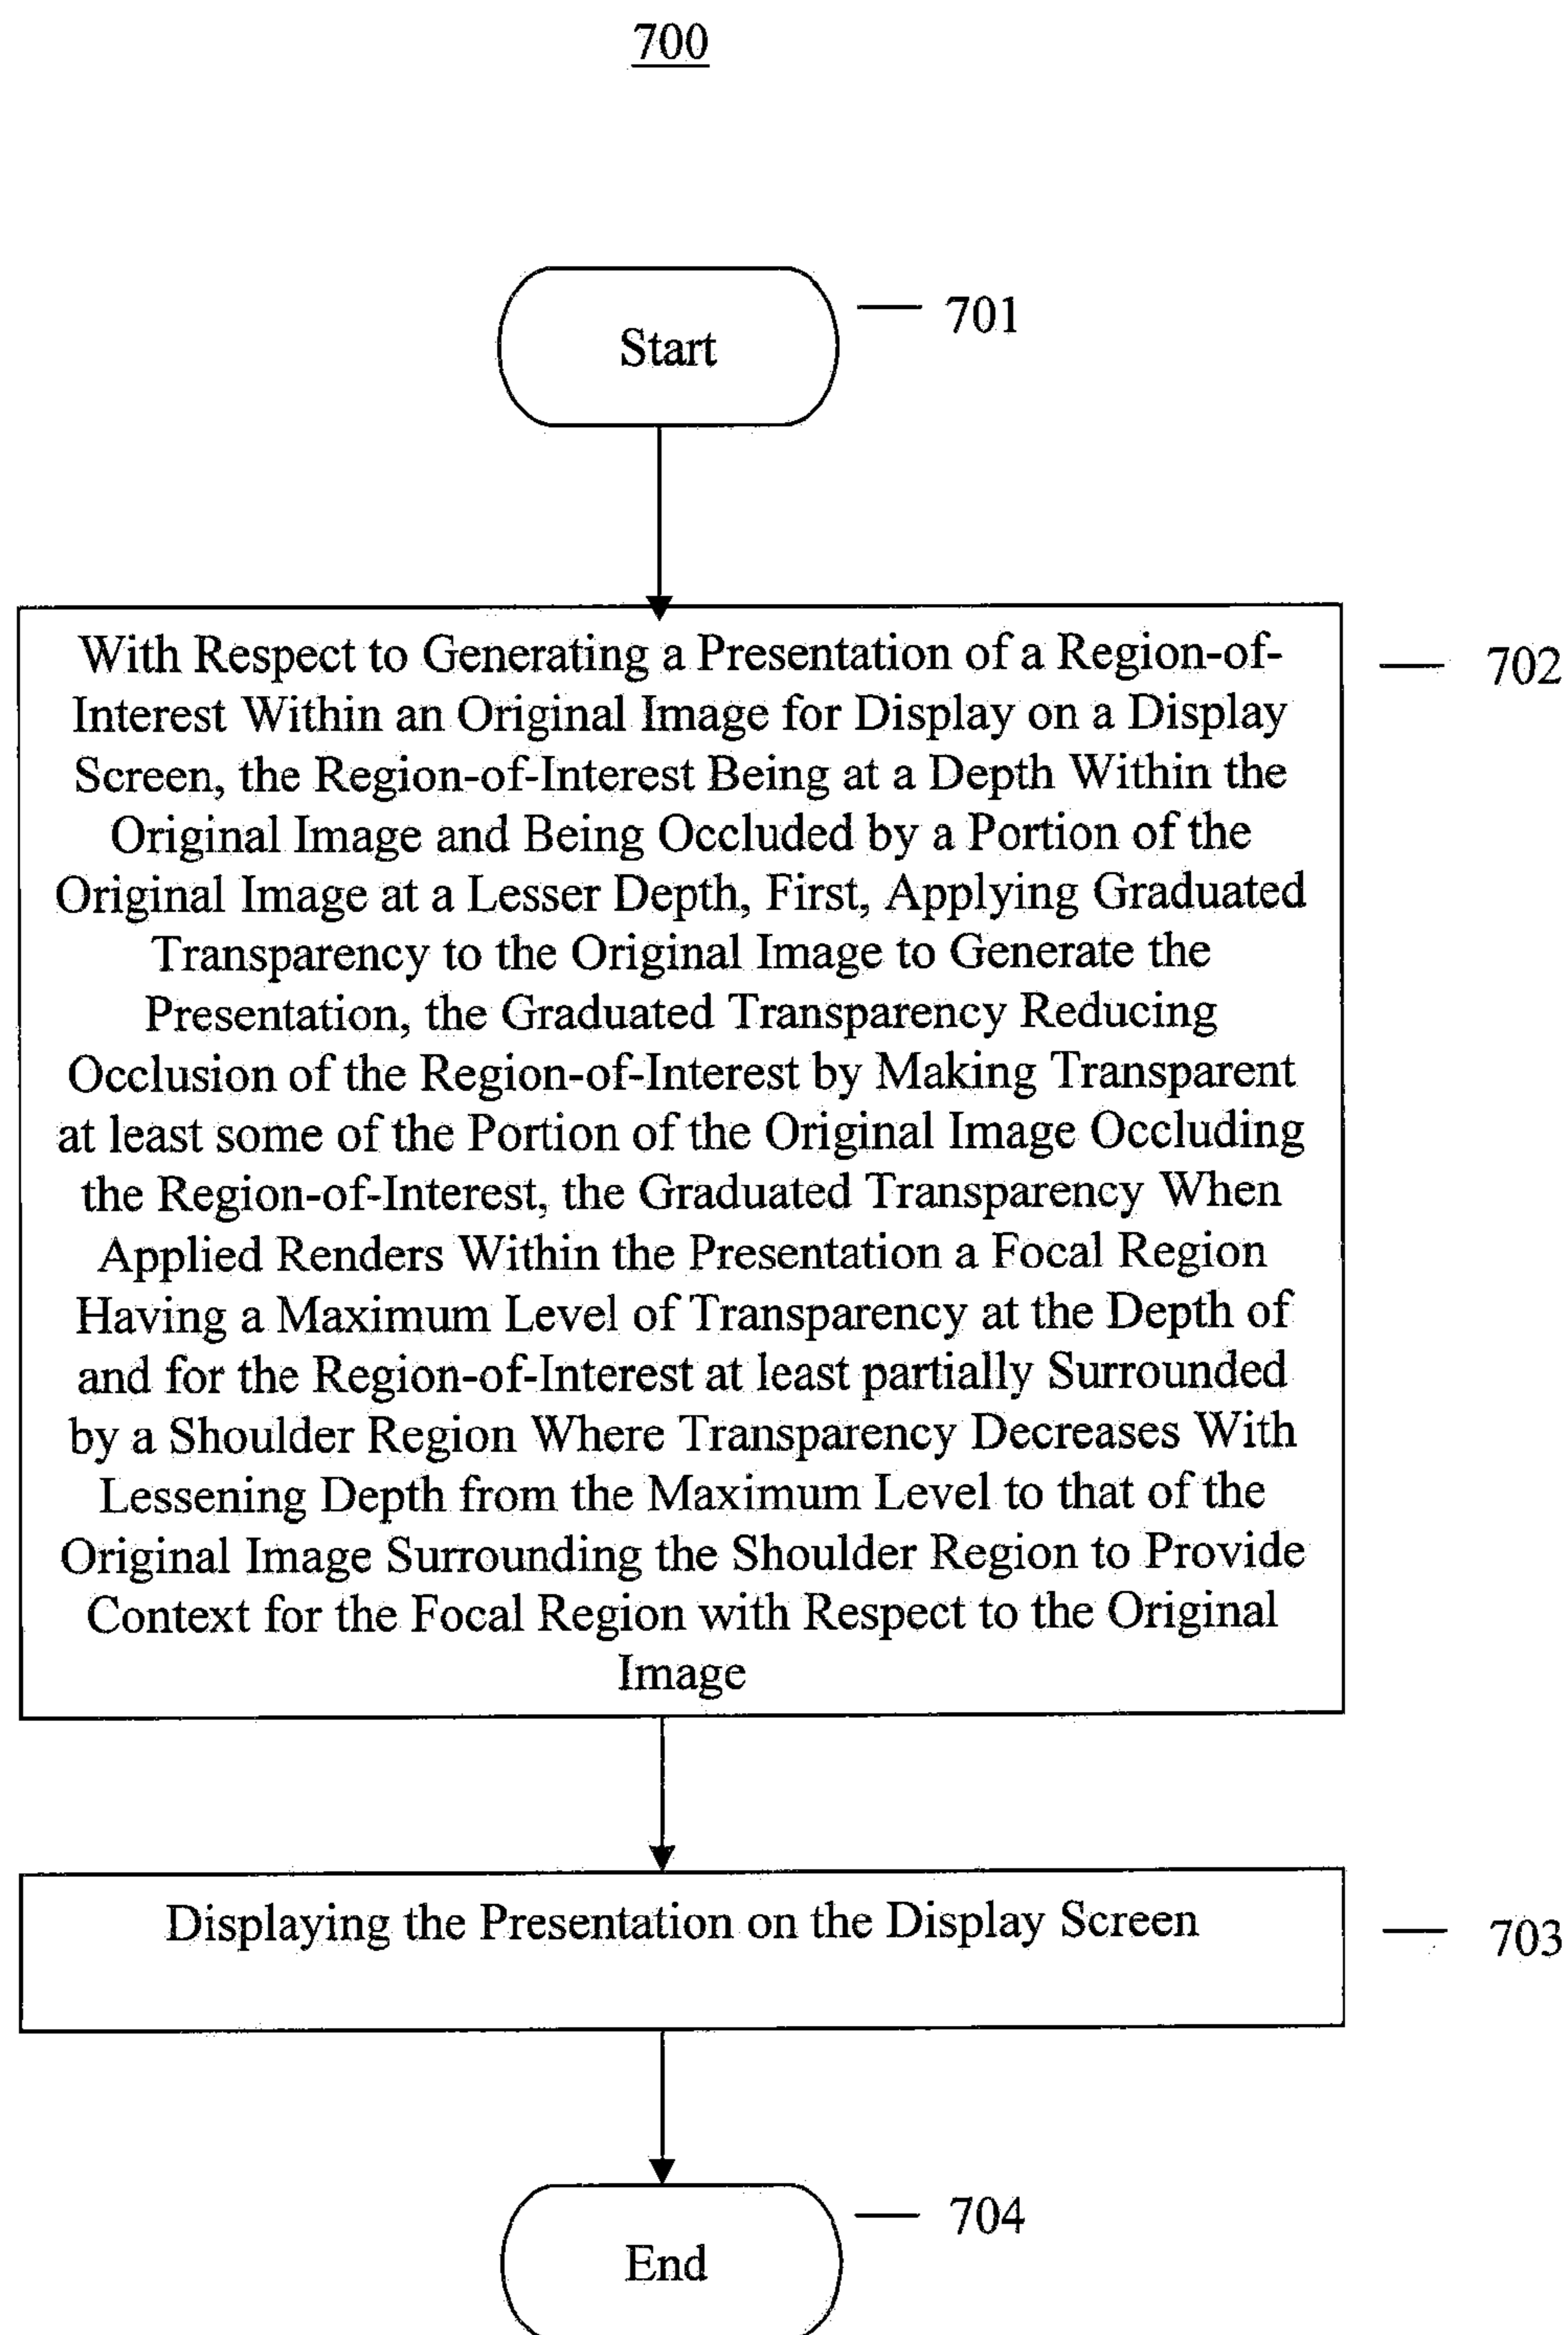 700
Start
701
With Respect to Generating a Presentation of a Region-of-
Interest Within an Original Image for Display on a Display
Screen, the Region-of-Interest Being at a Depth Within the
Original Image and Being Occluded by a Portion of the
Original Image at a Lesser Depth, First, Applying Graduated
Transparency to the Original Image to Generate the
Presentation, the Graduated Transparency Reducing
Occlusion of the Region-of-Interest by Making Transparent
at least some of the Portion of the Original Image Occluding
the Region-of-Interest, the Graduated Transparency When
Applied Renders Within the Presentation a Focal Region
Having a Maximum Level of Transparency at the Depth of
and for the Region-of-Interest at least partially Surrounded
by a Shoulder Region Where Transparency Decreases With
Lessening Depth from the Maximum Level to that of the
Original Image Surrounding the Shoulder Region to Provide
Context for the Focal Region with Respect to the Original
Image
702
Displaying the Presentation on the Display Screen
703
End
704